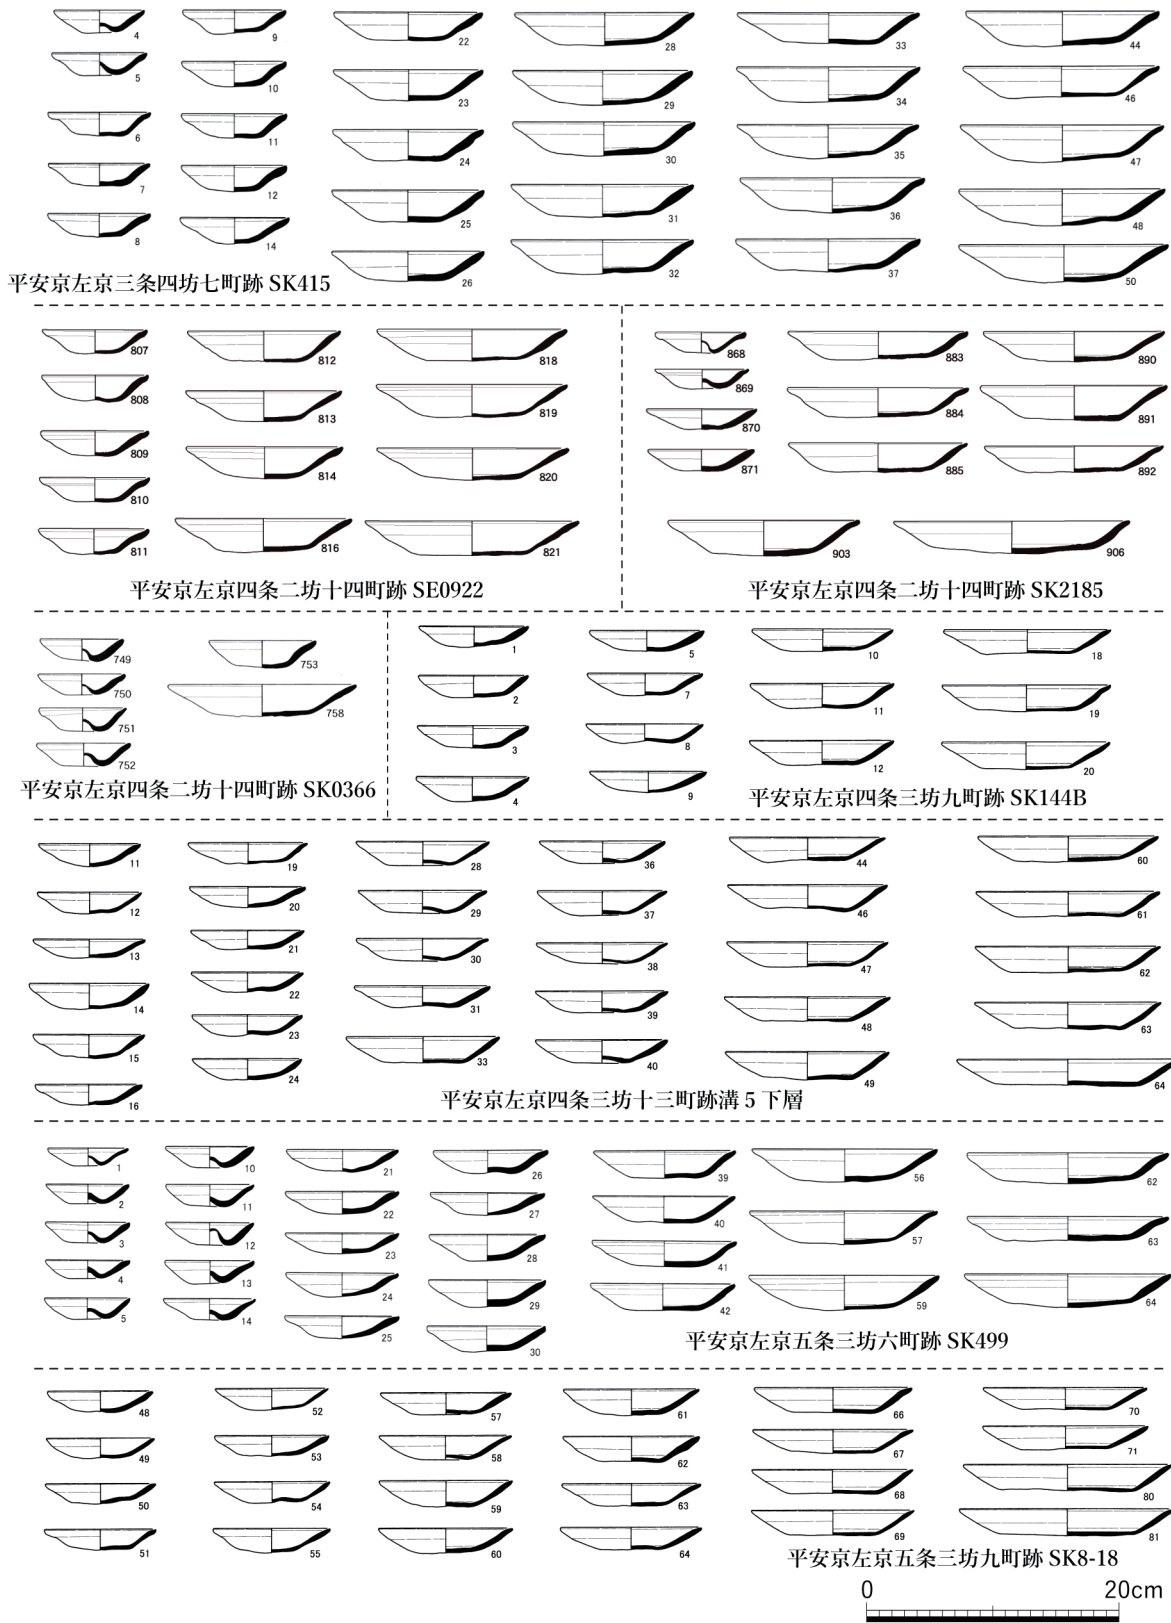 4 9 22 28 33 44
5 10 23 29 34 46
6 11 24 30 35 47
7 12 25 31 36 48
8 14 26 32 37 50
平安京左京三条四坊七町跡 SK415
807 812 818
808 813 819
809 814 820
810
811 816 821
平安京左京四条二坊十四町跡 SE0922
868 883 890
869
870 884 891
871 885 892
903 906
平安京左京四条二坊十四町跡 SK2185
749 753
750
751 758
752
平安京左京四条二坊十四町跡 SK0366
1 5 10 18
2 7 11 19
3 8 12 20
4 9
平安京左京四条三坊九町跡 SK144B
11 19 28 36 44 60
12 20 29 37 46 61
13 21 30 38 47 62
14 22 31 39 48 63
15 23 33 40 49 64
16 24
平安京左京四条三坊十三町跡溝 5 下層
1 10 21 26 39 56 62
2 11 22 27 40 57 63
3 12 23 28 41 59 64
4 13 24 29 42
5 14 25 30
平安京左京五条三坊六町跡 SK499
48 52 57 61 66 70
49 53 58 62 67 71
50 54 59 63 68 80
51 55 60 64 69 81
平安京左京五条三坊九町跡 SK8-18
0 20cm